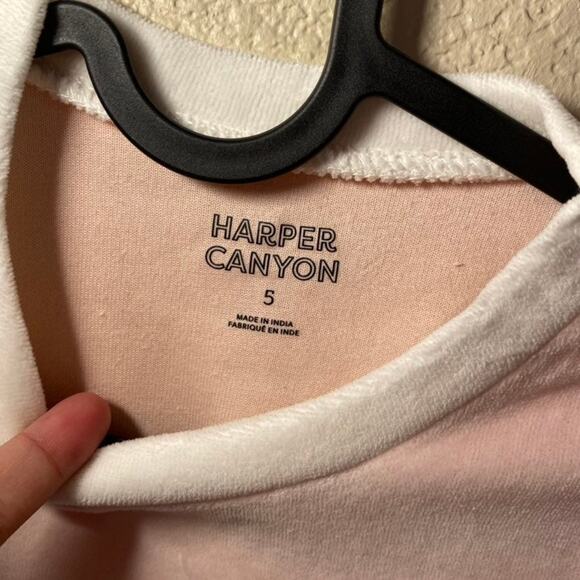 HARPER
CANYON
5
MADE IN INDIA
FABRIQUÉ EN INDE